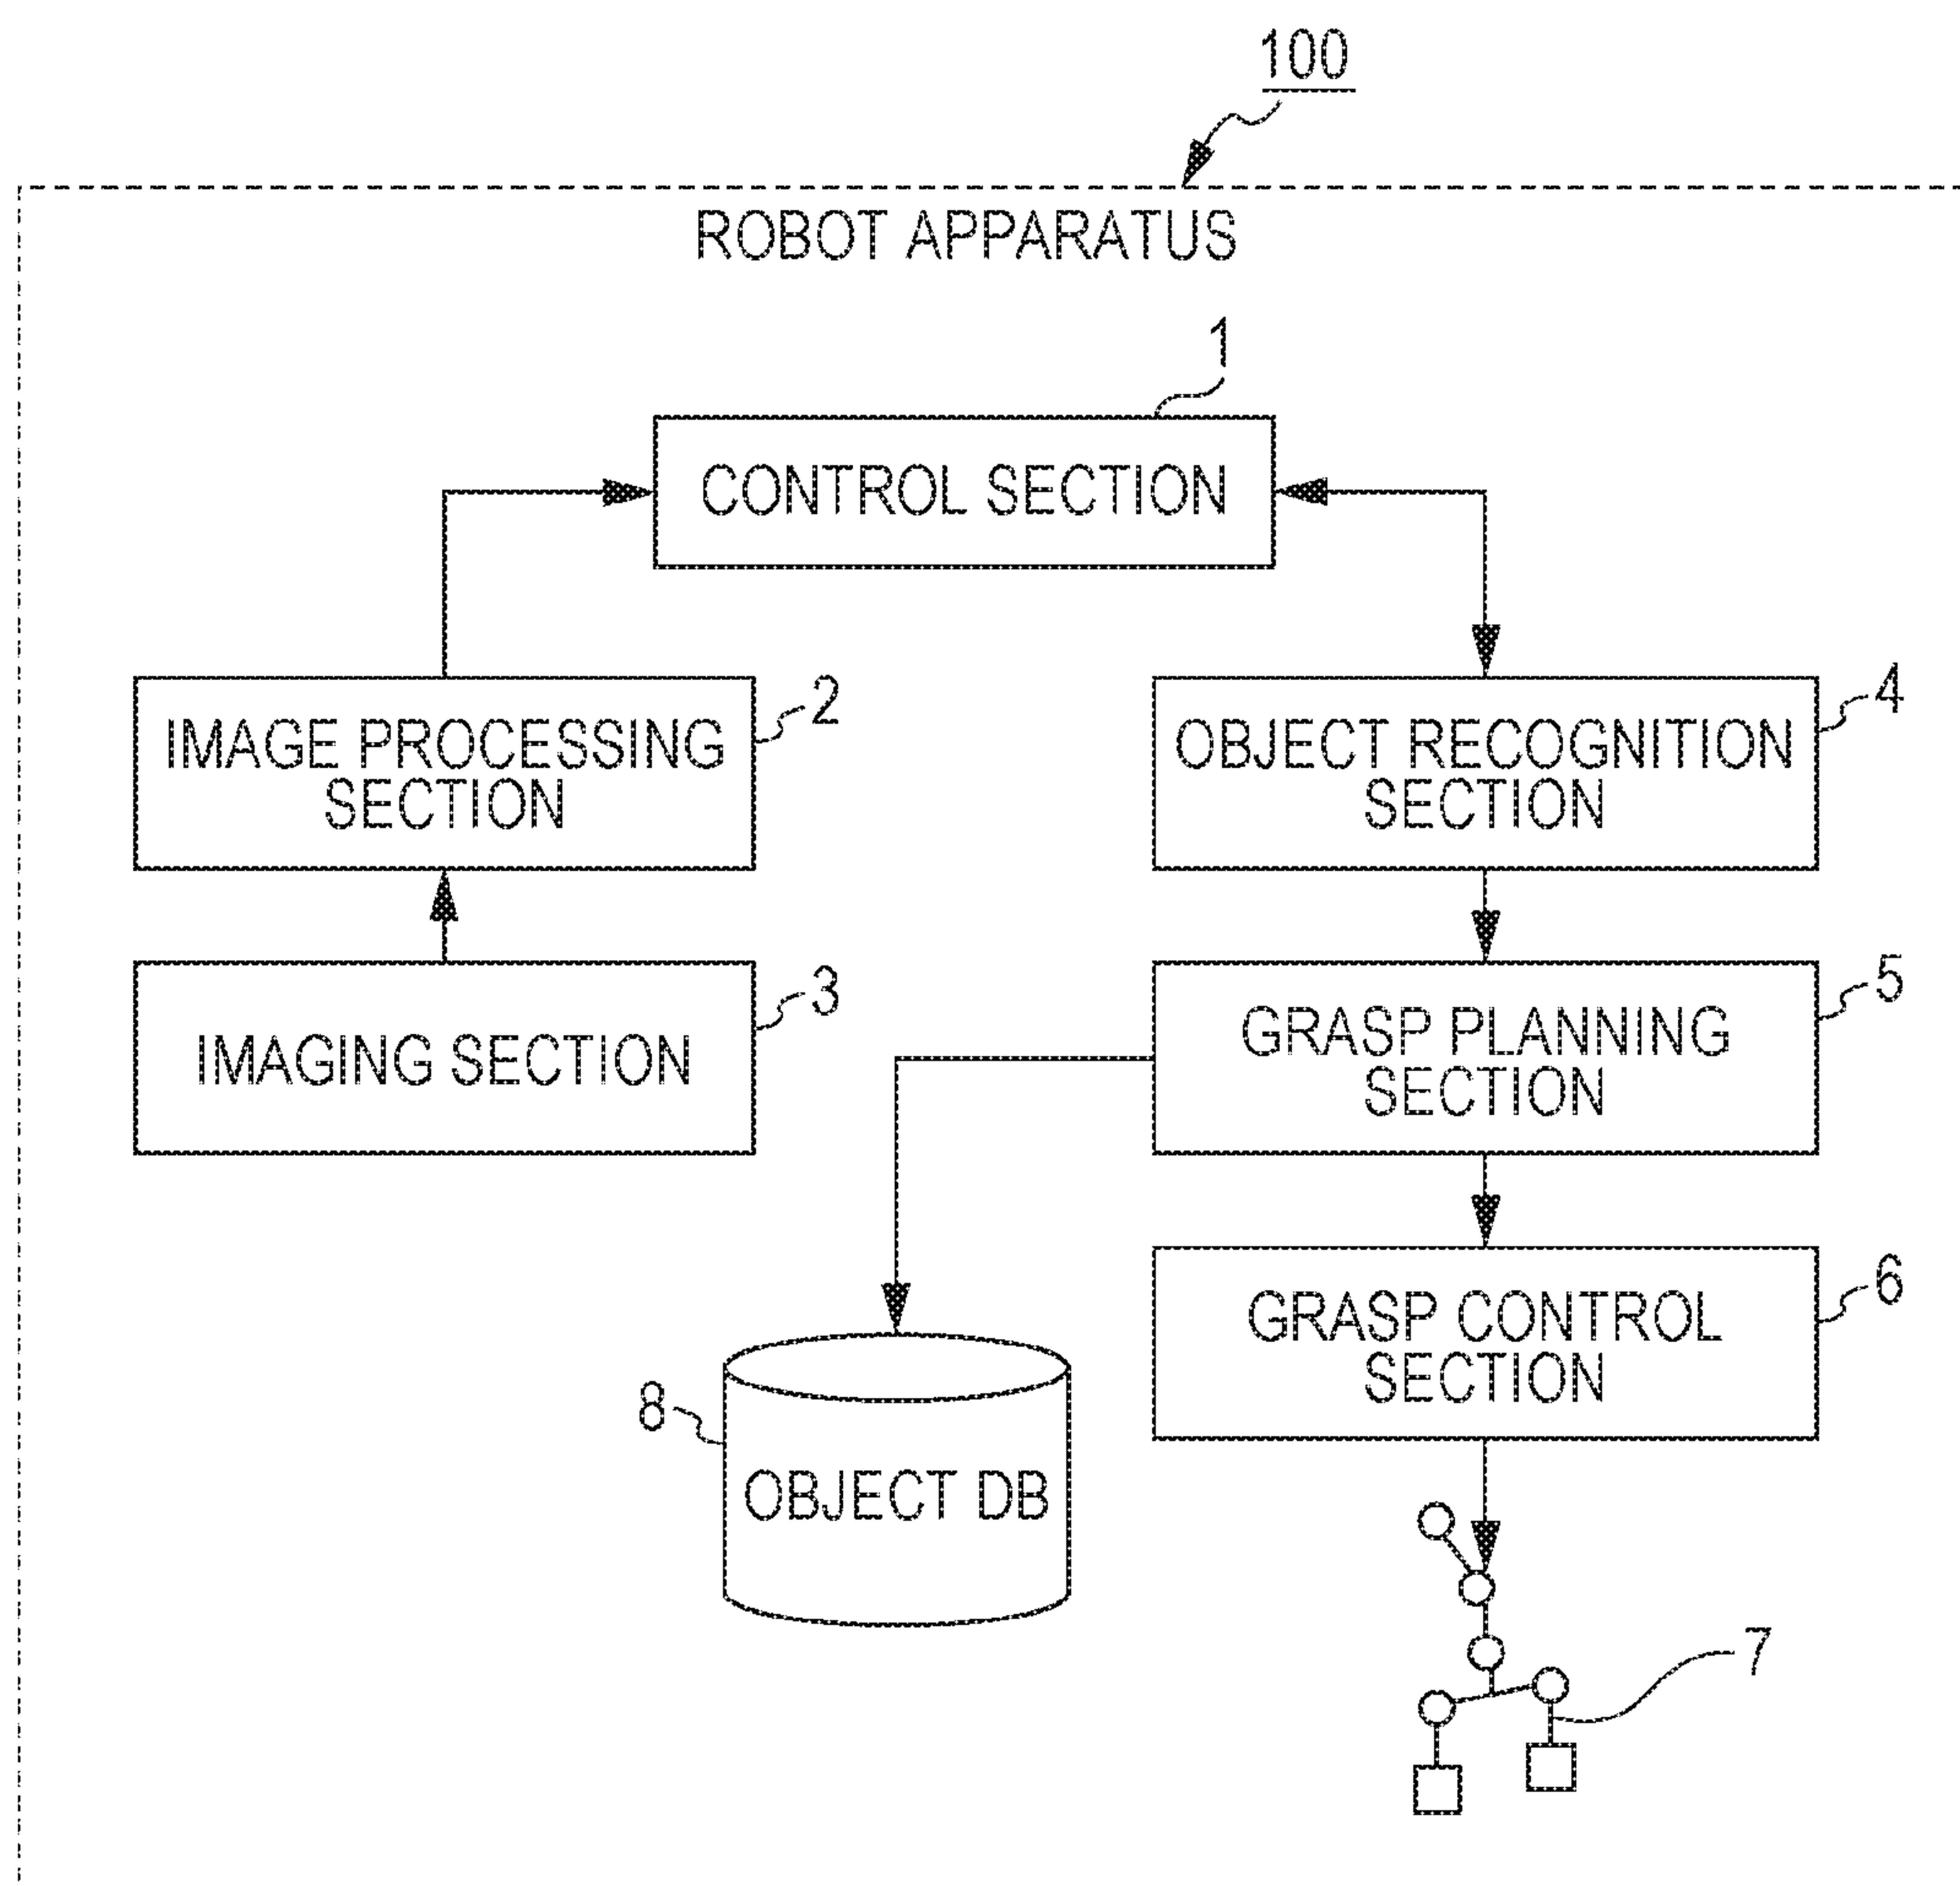 100
ROBOT APPARATUS
1
CONTROL SECTION
2
IMAGE PROCESSING
SECTION
4
OBJECT RECOGNITION
SECTION
3
IMAGING SECTION
5
GRASP PLANNING
SECTION
6
GRASP CONTROL
SECTION
8
OBJECT DB
7